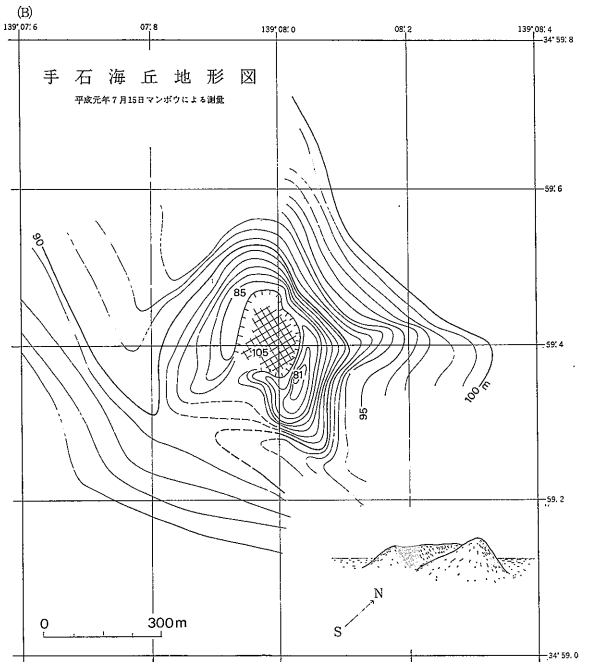 (B)
139° 07.′ 6
07.′ 8
139° 08.′ 0
08.′ 2
139° 08.′ 4
34° 59.′ 8
手石海丘地形図
平成元年7月15日マンボウによる測量
59.′ 6
90
85
105
59.′ 4
81
100 m
95
59.′ 2
N
S
0 300m
34° 59.′ 0